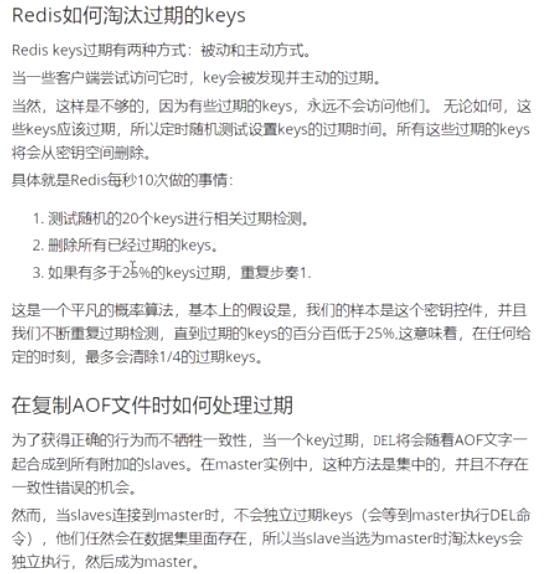 Redis如何淘汰过期的keys
Redis keys过期有两种方式：被动和主动方式。
当一些客户端尝试访问它时，key会被发现并主动的过期。
当然，这样是不够的，因为有些过期的keys，永远不会访问他们。 无论如何，这
些keys应该过期，所以定时随机测试设置keys的过期时间。所有这些过期的keys
将会从密钥空间删除。
具体就是Redis每秒10次做的事情：
1. 测试随机的20个keys进行相关过期检测。
2. 删除所有已经过期的keys。
3. 如果有多于25%的keys过期，重复步奏1.
这是一个平凡的概率算法，基本上的假设是，我们的样本是这个密钥控件，并且
我们不断重复过期检测，直到过期的keys的百分百低于25%,这意味着，在任何给
定的时刻，最多会清除1/4的过期keys。
在复制AOF文件时如何处理过期
为了获得正确的行为而不牺牲一致性，当一个key过期，DEL将会随着AOF文字一
起合成到所有附加的slaves。在master实例中，这种方法是集中的，并且不存在
一致性错误的机会。
然而，当slaves连接到master时，不会独立过期keys（会等到master执行DEL命
令），他们任然会在数据集里面存在，所以当slave当选为master时淘汰keys会
独立执行，然后成为master。